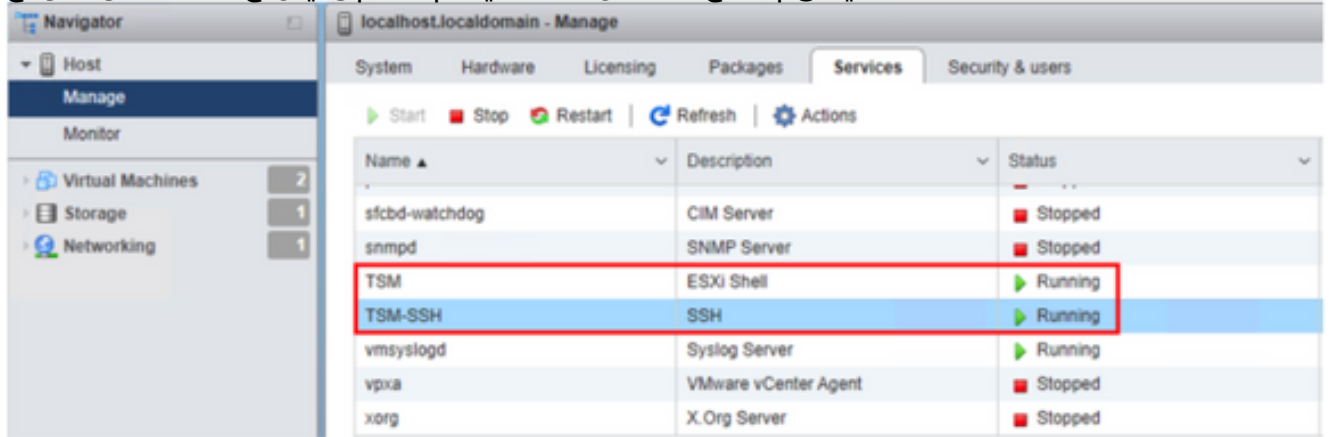 Navigator
localhost.localdomain - Manage
Host
Manage
Monitor
Virtual Machines 2
Storage 1
Networking 1
System Hardware Licensing Packages Services Security & users
Start Stop Restart Refresh Actions
Name Description Status
sfcbd-watchdog CIM Server Stopped
snmpd SNMP Server Stopped
TSM ESXi Shell Running
TSM-SSH SSH Running
vmsyslogd Syslog Server Running
vpxa VMware vCenter Agent Stopped
xorg X.Org Server Stopped